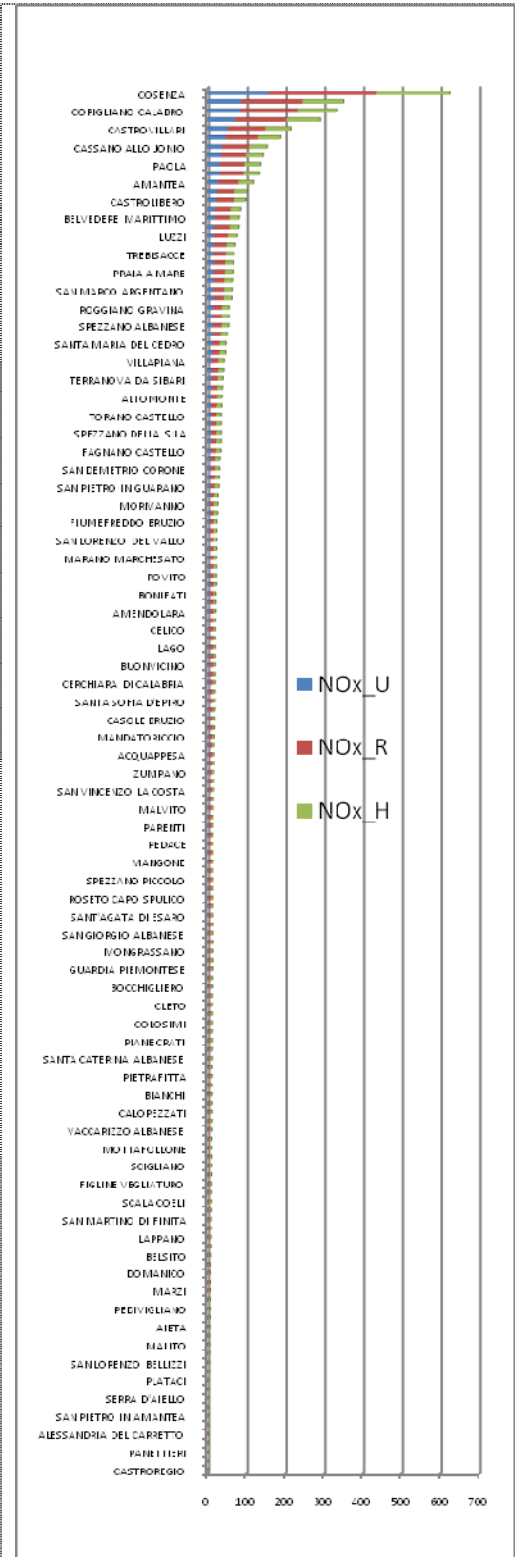 COSENZA
CORIGLIANO CALABRO
CASTROVILLARI
CASSANO ALLO JONIO
PAOLA
AMANTEA
CASTROLIBERO
BELVEDERE MARITTIMO
LUZZI
TREBISACCE
PRAIA A MARE
SAN MARCO ARGENTANO
ROGGIANO GRAVINA
SPEZZANO ALBANESE
SANTA MARIA DEL CEDRO
VILLAPIANA
TERRANOVA DA SIBARI
ALTOMONTE
TORANO CASTELLO
SPEZZANO DELLA SILA
FAGNANO CASTELLO
SAN DEMETRIO CORONE
SAN PIETRO IN GUARANO
MORMANNO
FIUMEFREDDO BRUZIO
SAN LORENZO DEL VALLO
MARANO MARCHESATO
ROVITO
BONIFATI
AMENDOLARA
CELICO
LAGO
BUONVICINO
NOx_U
CERCHIARA DI CALABRIA
SANTA SOFIA D'EPIRO
CASOLE BRUZIO
MANDATORICCIO
NOx_R
ACQUAPPESA
ZUMPANO
SAN VINCENZO LA COSTA
MALVITO
NOx_H
PARENTI
PEDACE
MANGONE
SPEZZANO PICCOLO
ROSETO CAPO SPULICO
SANT'AGATA DI ESARO
SAN GIORGIO ALBANESE
MONGRASSANO
GUARDIA PIEMONTESE
BOCCHIGLIERO
CLETO
COLOSIMI
PIANE CRATI
SANTA CATERINA ALBANESE
PIETRAFITTA
BIANCHI
CALOPEZZATI
VACCARIZZO ALBANESE
MOTTAFOLLONE
SCIGLIANO
FIGLINE VEGLIATURO
SCALA COELI
SAN MARTINO DI FINITA
LAPPANO
BELSITO
DOMANICO
MARZI
PEDIVIGLIANO
AIETA
MALITO
SAN LORENZO BELLIZZI
PLATACI
SERRA D'AIELLO
SAN PIETRO IN AMANTEA
ALESSANDRIA DEL CARRETTO
PANETTIERI
CASTROREGIO
0 100 200 300 400 500 600 700